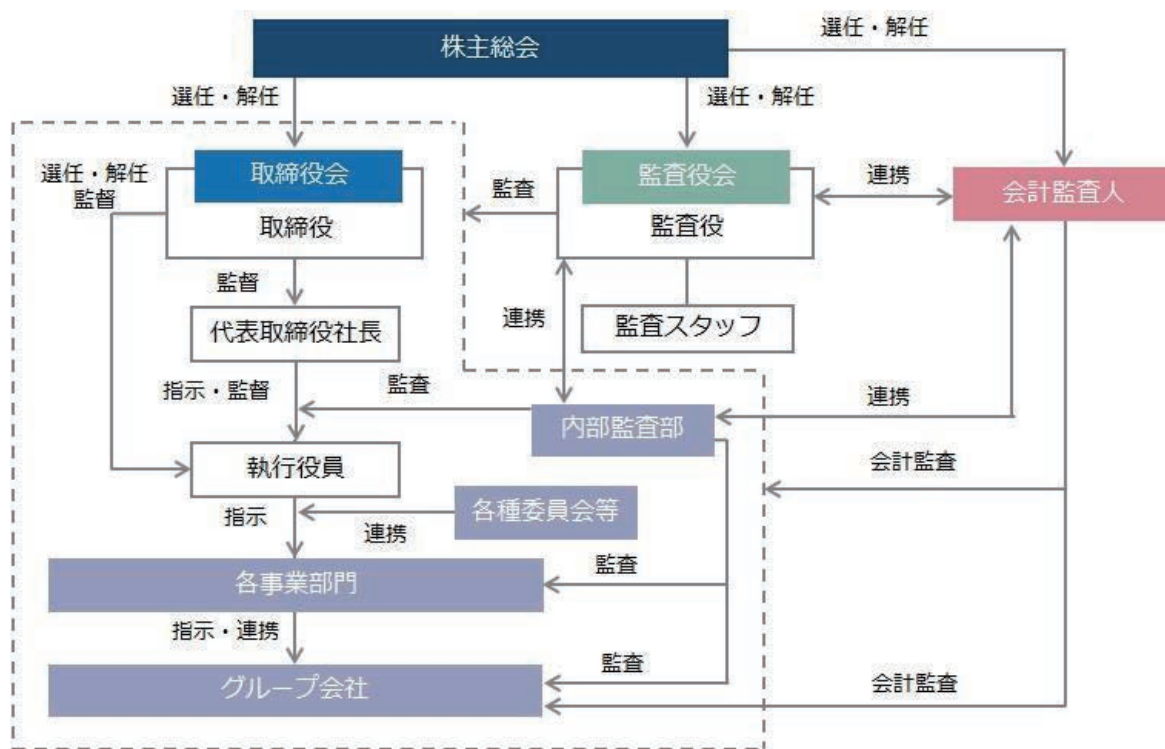 株主総会
選任・解任
選任・解任
選任・解任
取締役会
取締役
選任・解任
監督
監査
監査役会
監査役
連携
会計監査人
監督
代表取締役社長
連携
監査スタッフ
指示・監督
監査
内部監査部
連携
執行役員
会計監査
指示
連携
各種委員会等
各事業部門
監査
指示・連携
監査
グループ会社
会計監査